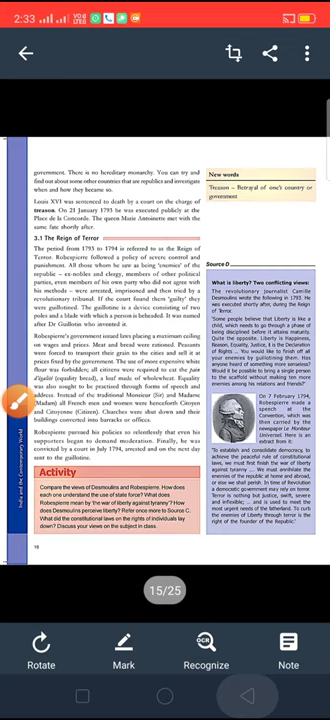 2:33
VO LTE
government. There is no hereditary monarchy. You can try and
find out about some other countries that are republics and investigate
when and how they became so.
Louis XVI was sentenced to death by a court on the charge of
treason. On 21 January 1793 he was executed publicly at the
Place de la Concorde. The queen Marie Antoinette met with the
same fate shortly after.
3.1 The Reign of Terror
The period from 1793 to 1794 is referred to as the Reign of
Terror. Robespierre followed a policy of severe control and
punishment. All those whom he saw as being 'enemies' of the
republic – ex-nobles and clergy, members of other political
parties, even members of his own party who did not agree with
his methods – were arrested, imprisoned and then tried by a
revolutionary tribunal. If the court found them 'guilty' they
were guillotined. The guillotine is a device consisting of two
poles and a blade with which a person is beheaded. It was named
after Dr Guillotin who invented it.
Robespierre's government issued laws placing a maximum ceiling
on wages and prices. Meat and bread were rationed. Peasants
were forced to transport their grain to the cities and sell it at
prices fixed by the government. The use of more expensive white
flour was forbidden; all citizens were required to eat the pain
d'égalité (equality bread), a loaf made of wholewheat. Equality
was also sought to be practised through forms of speech and
address. Instead of the traditional Monsieur (Sir) and Madame
(Madam) all French men and women were henceforth Citoyen
and Citoyenne (Citizen). Churches were shut down and their
buildings converted into barracks or offices.
Robespierre pursued his policies so relentlessly that even his
supporters began to demand moderation. Finally, he was
convicted by a court in July 1794, arrested and on the next day
sent to the guillotine.
Activity
Compare the views of Desmoulins and Robespierre. How does
each one understand the use of state force? What does
Robespierre mean by 'the war of liberty against tyranny'? How
does Desmoulins perceive liberty? Refer once more to Source C.
What did the constitutional laws on the rights of individuals lay
down? Discuss your views on the subject in class.
India and the Contemporary World
New words
Treason – Betrayal of one's country or
government
Source D
What is liberty? Two conflicting views:
The revolutionary journalist Camille
Desmoulins wrote the following in 1793. He
was executed shortly after, during the Reign
of Terror.
'Some people believe that Liberty is like a
child, which needs to go through a phase of
being disciplined before it attains maturity.
Quite the opposite. Liberty is Happiness,
Reason, Equality, Justice, it is the Declaration
of Rights ... You would like to finish off all
your enemies by guillotining them. Has
anyone heard of something more senseless?
Would it be possible to bring a single person
to the scaffold without making ten more
enemies among his relations and friends?'
On 7 February 1794,
Robespierre made a
speech at the
Convention, which was
then carried by the
newspaper Le Moniteur
Universel. Here is an
extract from it:
'To establish and consolidate democracy, to
achieve the peaceful rule of constitutional
laws, we must first finish the war of liberty
against tyranny .... We must annihilate the
enemies of the republic at home and abroad,
or else we shall perish. In time of Revolution
a democratic government may rely on terror.
Terror is nothing but justice, swift, severe
and inflexible; ... and is used to meet the
most urgent needs of the fatherland. To curb
the enemies of Liberty through terror is the
right of the founder of the Republic.'
15/25
Rotate
Mark
OCR
Recognize
Note